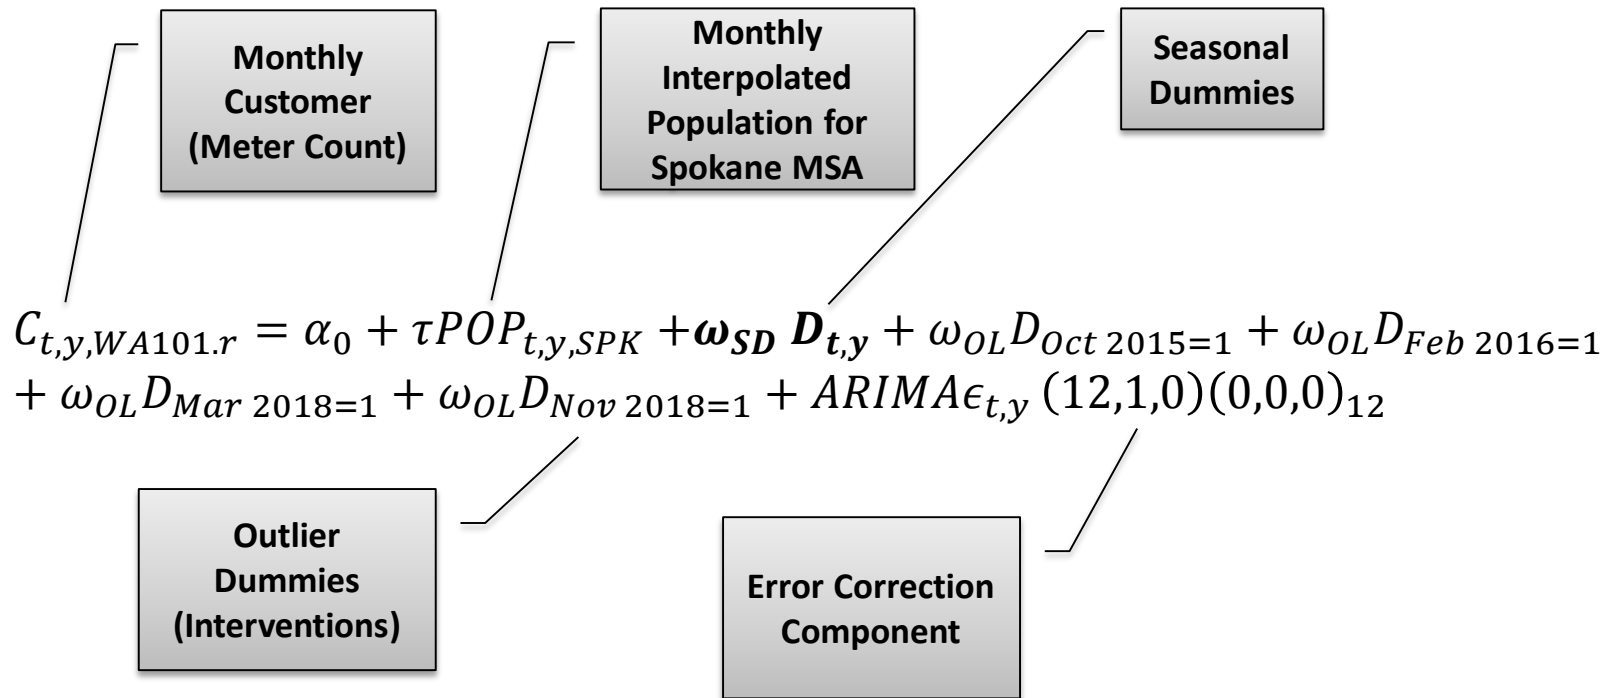 Monthly
Customer
(Meter Count)
Monthly
Interpolated
Population for
Spokane MSA
Seasonal
Dummies
C_{t,y,WA101.r} = α_0 + τPOP_{t,y,SPK} + ω_{SD} D_{t,y} + ω_{OL}D_{Oct 2015=1} + ω_{OL}D_{Feb 2016=1}
+ ω_{OL}D_{Mar 2018=1} + ω_{OL}D_{Nov 2018=1} + ARIMAϵ_{t,y} (12,1,0)(0,0,0)_{12}
Outlier
Dummies
(Interventions)
Error Correction
Component